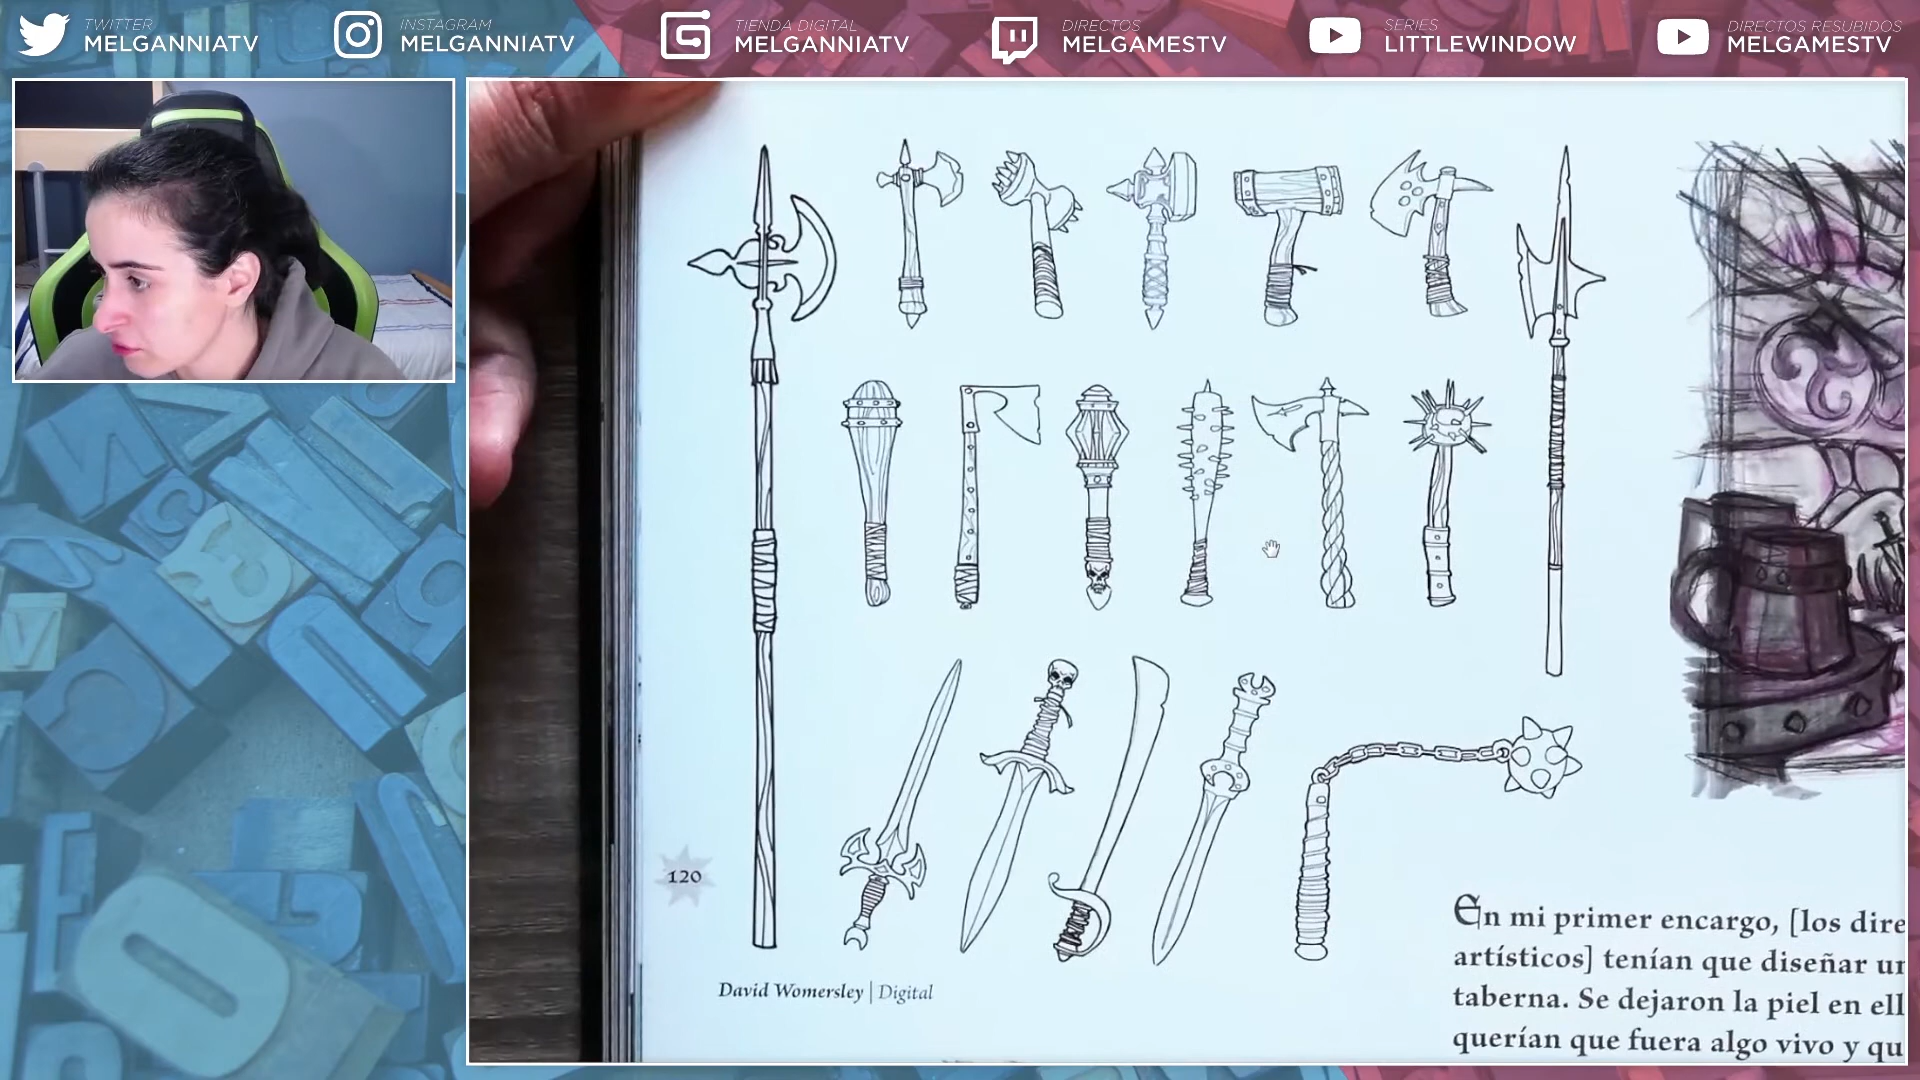 TWITTER
MELGANNIATV
INSTAGRAM
MELGANNIATV
TIENDA DIGITAL
MELGANNIATV
DIRECTOS
MELGAMESTV
SERIES
LITTLEWINDOW
DIRECTOS RESUBIDOS
MELGAMESTV
120
David Womersley | Digital
En mi primer encargo, [los dire
artísticos] tenían que diseñar un
taberna. Se dejaron la piel en ell
querían que fuera algo vivo y qu